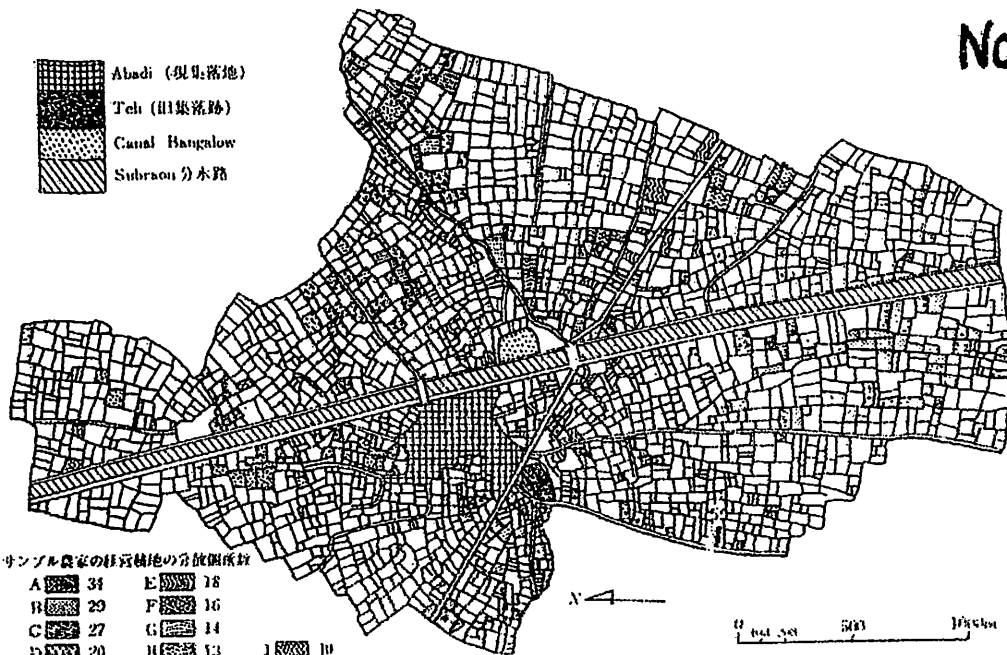 No
Abadi (現集落地)
Teh (旧集落跡)
Canal Bangalow
Subraon 分水路
サンプル農家の経営耕地の分散個所数
A 31 E 18
B 29 F 16
C 27 G 14
D 20 H 13 I 10
N
0 500